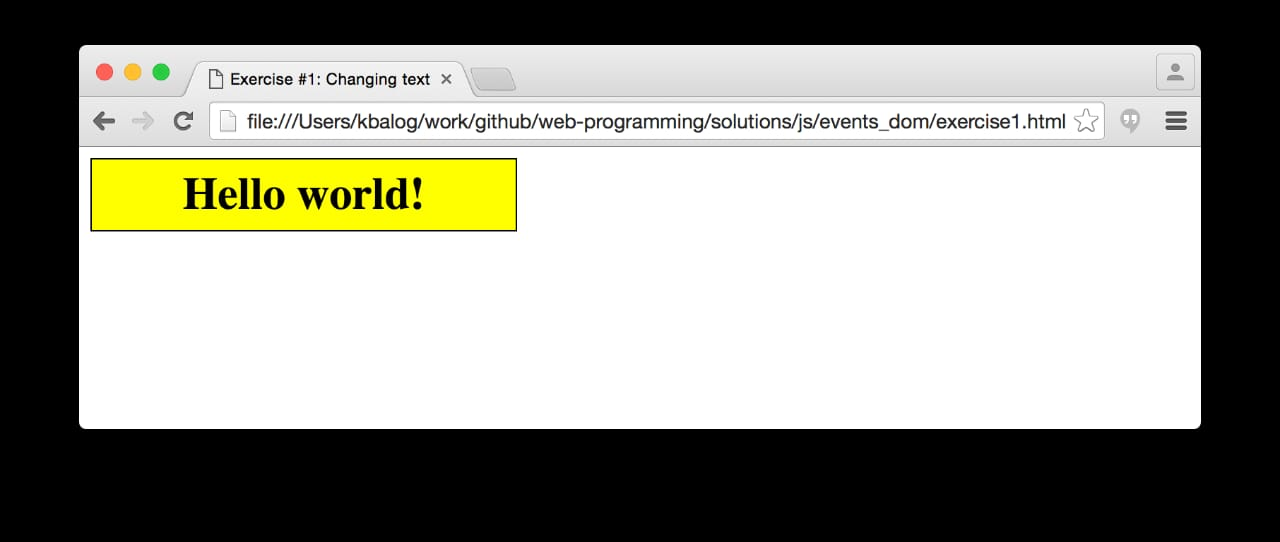 Exercise #1: Changing text
file:///Users/kbalog/work/github/web-programming/solutions/js/events_dom/exercise1.html
Hello world!